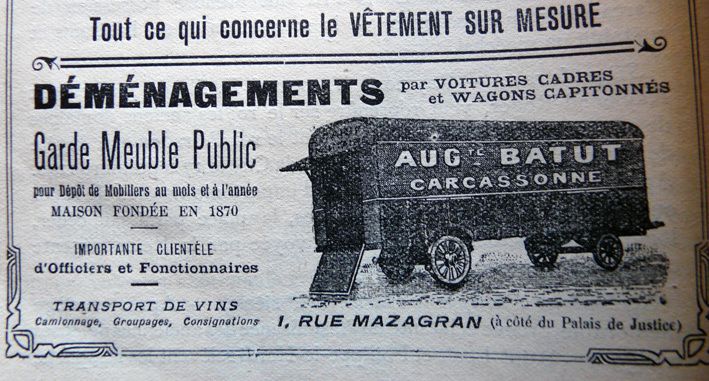 Tout ce qui concerne le VÊTEMENT SUR MESURE
DÉMÉNAGEMENTS par VOITURES CADRES
et WAGONS CAPITONNÉS
Garde Meuble Public
pour Dépôt de Mobiliers au mois et à l'année
MAISON FONDÉE EN 1870
IMPORTANTE CLIENTÈLE
d'Officiers et Fonctionnaires
TRANSPORT DE VINS
Camionnage, Groupages, Consignations
AUGTE BATUT
CARCASSONNE
1, RUE MAZAGRAN (à côté du Palais de Justice)